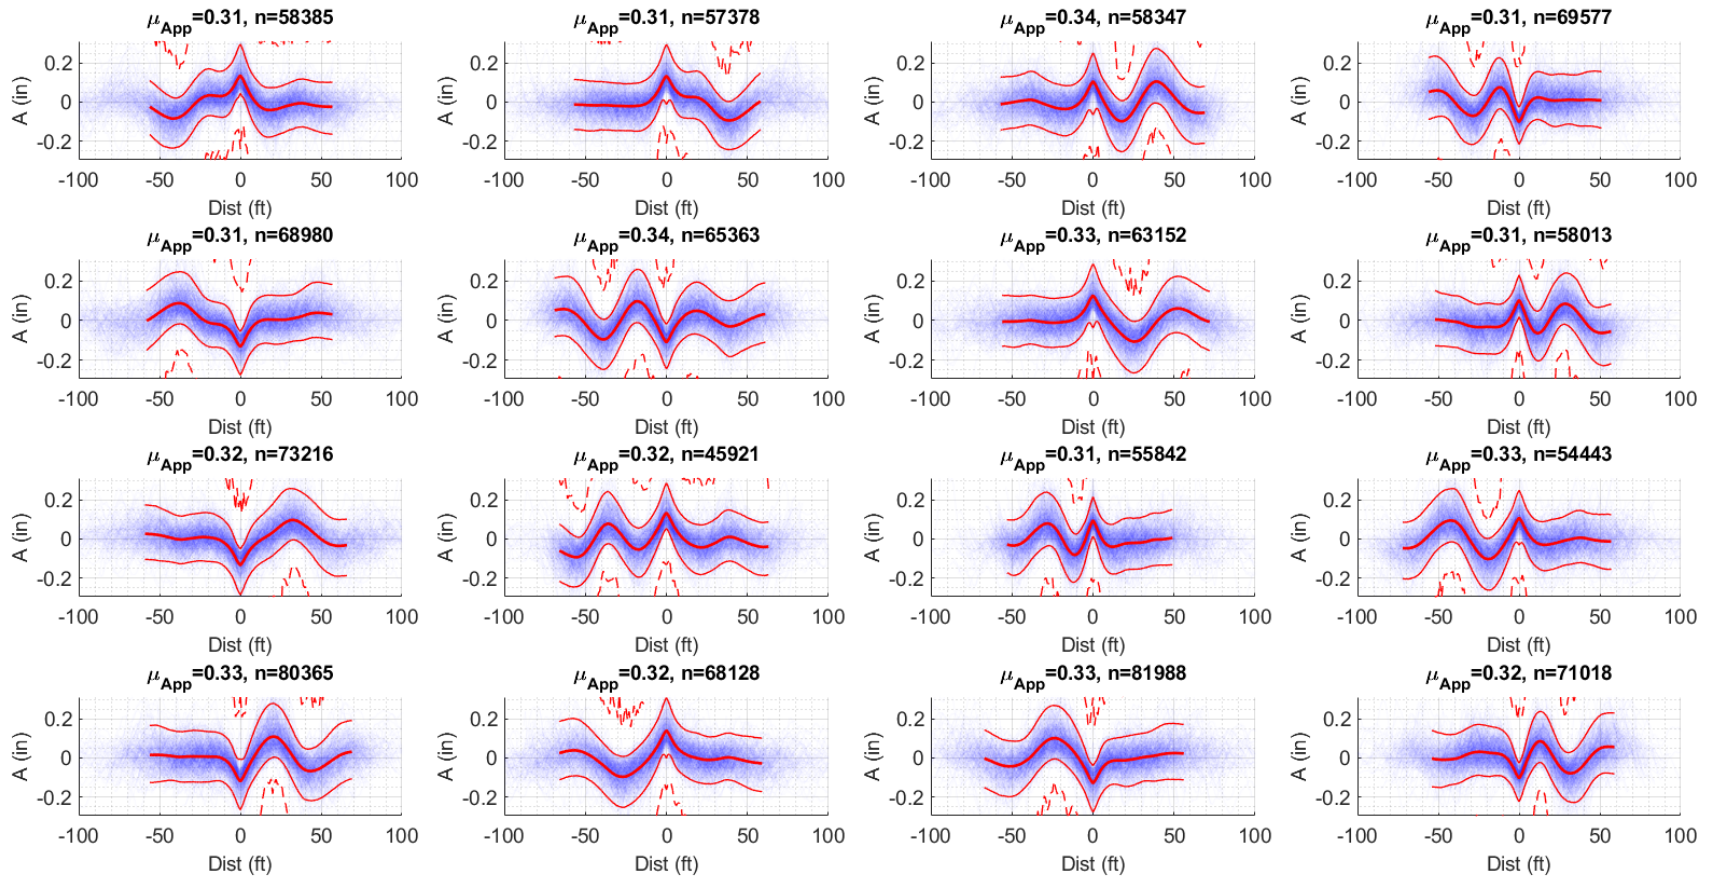 μApp=0.31, n=58385
μApp=0.31, n=57378
μApp=0.34, n=58347
μApp=0.31, n=69577
A (in)
0.2
0
-0.2
-100 -50 0 50 100
Dist (ft)
A (in)
0.2
0
-0.2
-100 -50 0 50 100
Dist (ft)
A (in)
0.2
0
-0.2
-100 -50 0 50 100
Dist (ft)
A (in)
0.2
0
-0.2
-100 -50 0 50 100
Dist (ft)
μApp=0.31, n=68980
μApp=0.34, n=65363
μApp=0.33, n=63152
μApp=0.31, n=58013
A (in)
0.2
0
-0.2
-100 -50 0 50 100
Dist (ft)
A (in)
0.2
0
-0.2
-100 -50 0 50 100
Dist (ft)
A (in)
0.2
0
-0.2
-100 -50 0 50 100
Dist (ft)
A (in)
0.2
0
-0.2
-100 -50 0 50 100
Dist (ft)
μApp=0.32, n=73216
μApp=0.32, n=45921
μApp=0.31, n=55842
μApp=0.33, n=54443
A (in)
0.2
0
-0.2
-100 -50 0 50 100
Dist (ft)
A (in)
0.2
0
-0.2
-100 -50 0 50 100
Dist (ft)
A (in)
0.2
0
-0.2
-100 -50 0 50 100
Dist (ft)
A (in)
0.2
0
-0.2
-100 -50 0 50 100
Dist (ft)
μApp=0.33, n=80365
μApp=0.32, n=68128
μApp=0.33, n=81988
μApp=0.32, n=71018
A (in)
0.2
0
-0.2
-100 -50 0 50 100
Dist (ft)
A (in)
0.2
0
-0.2
-100 -50 0 50 100
Dist (ft)
A (in)
0.2
0
-0.2
-100 -50 0 50 100
Dist (ft)
A (in)
0.2
0
-0.2
-100 -50 0 50 100
Dist (ft)